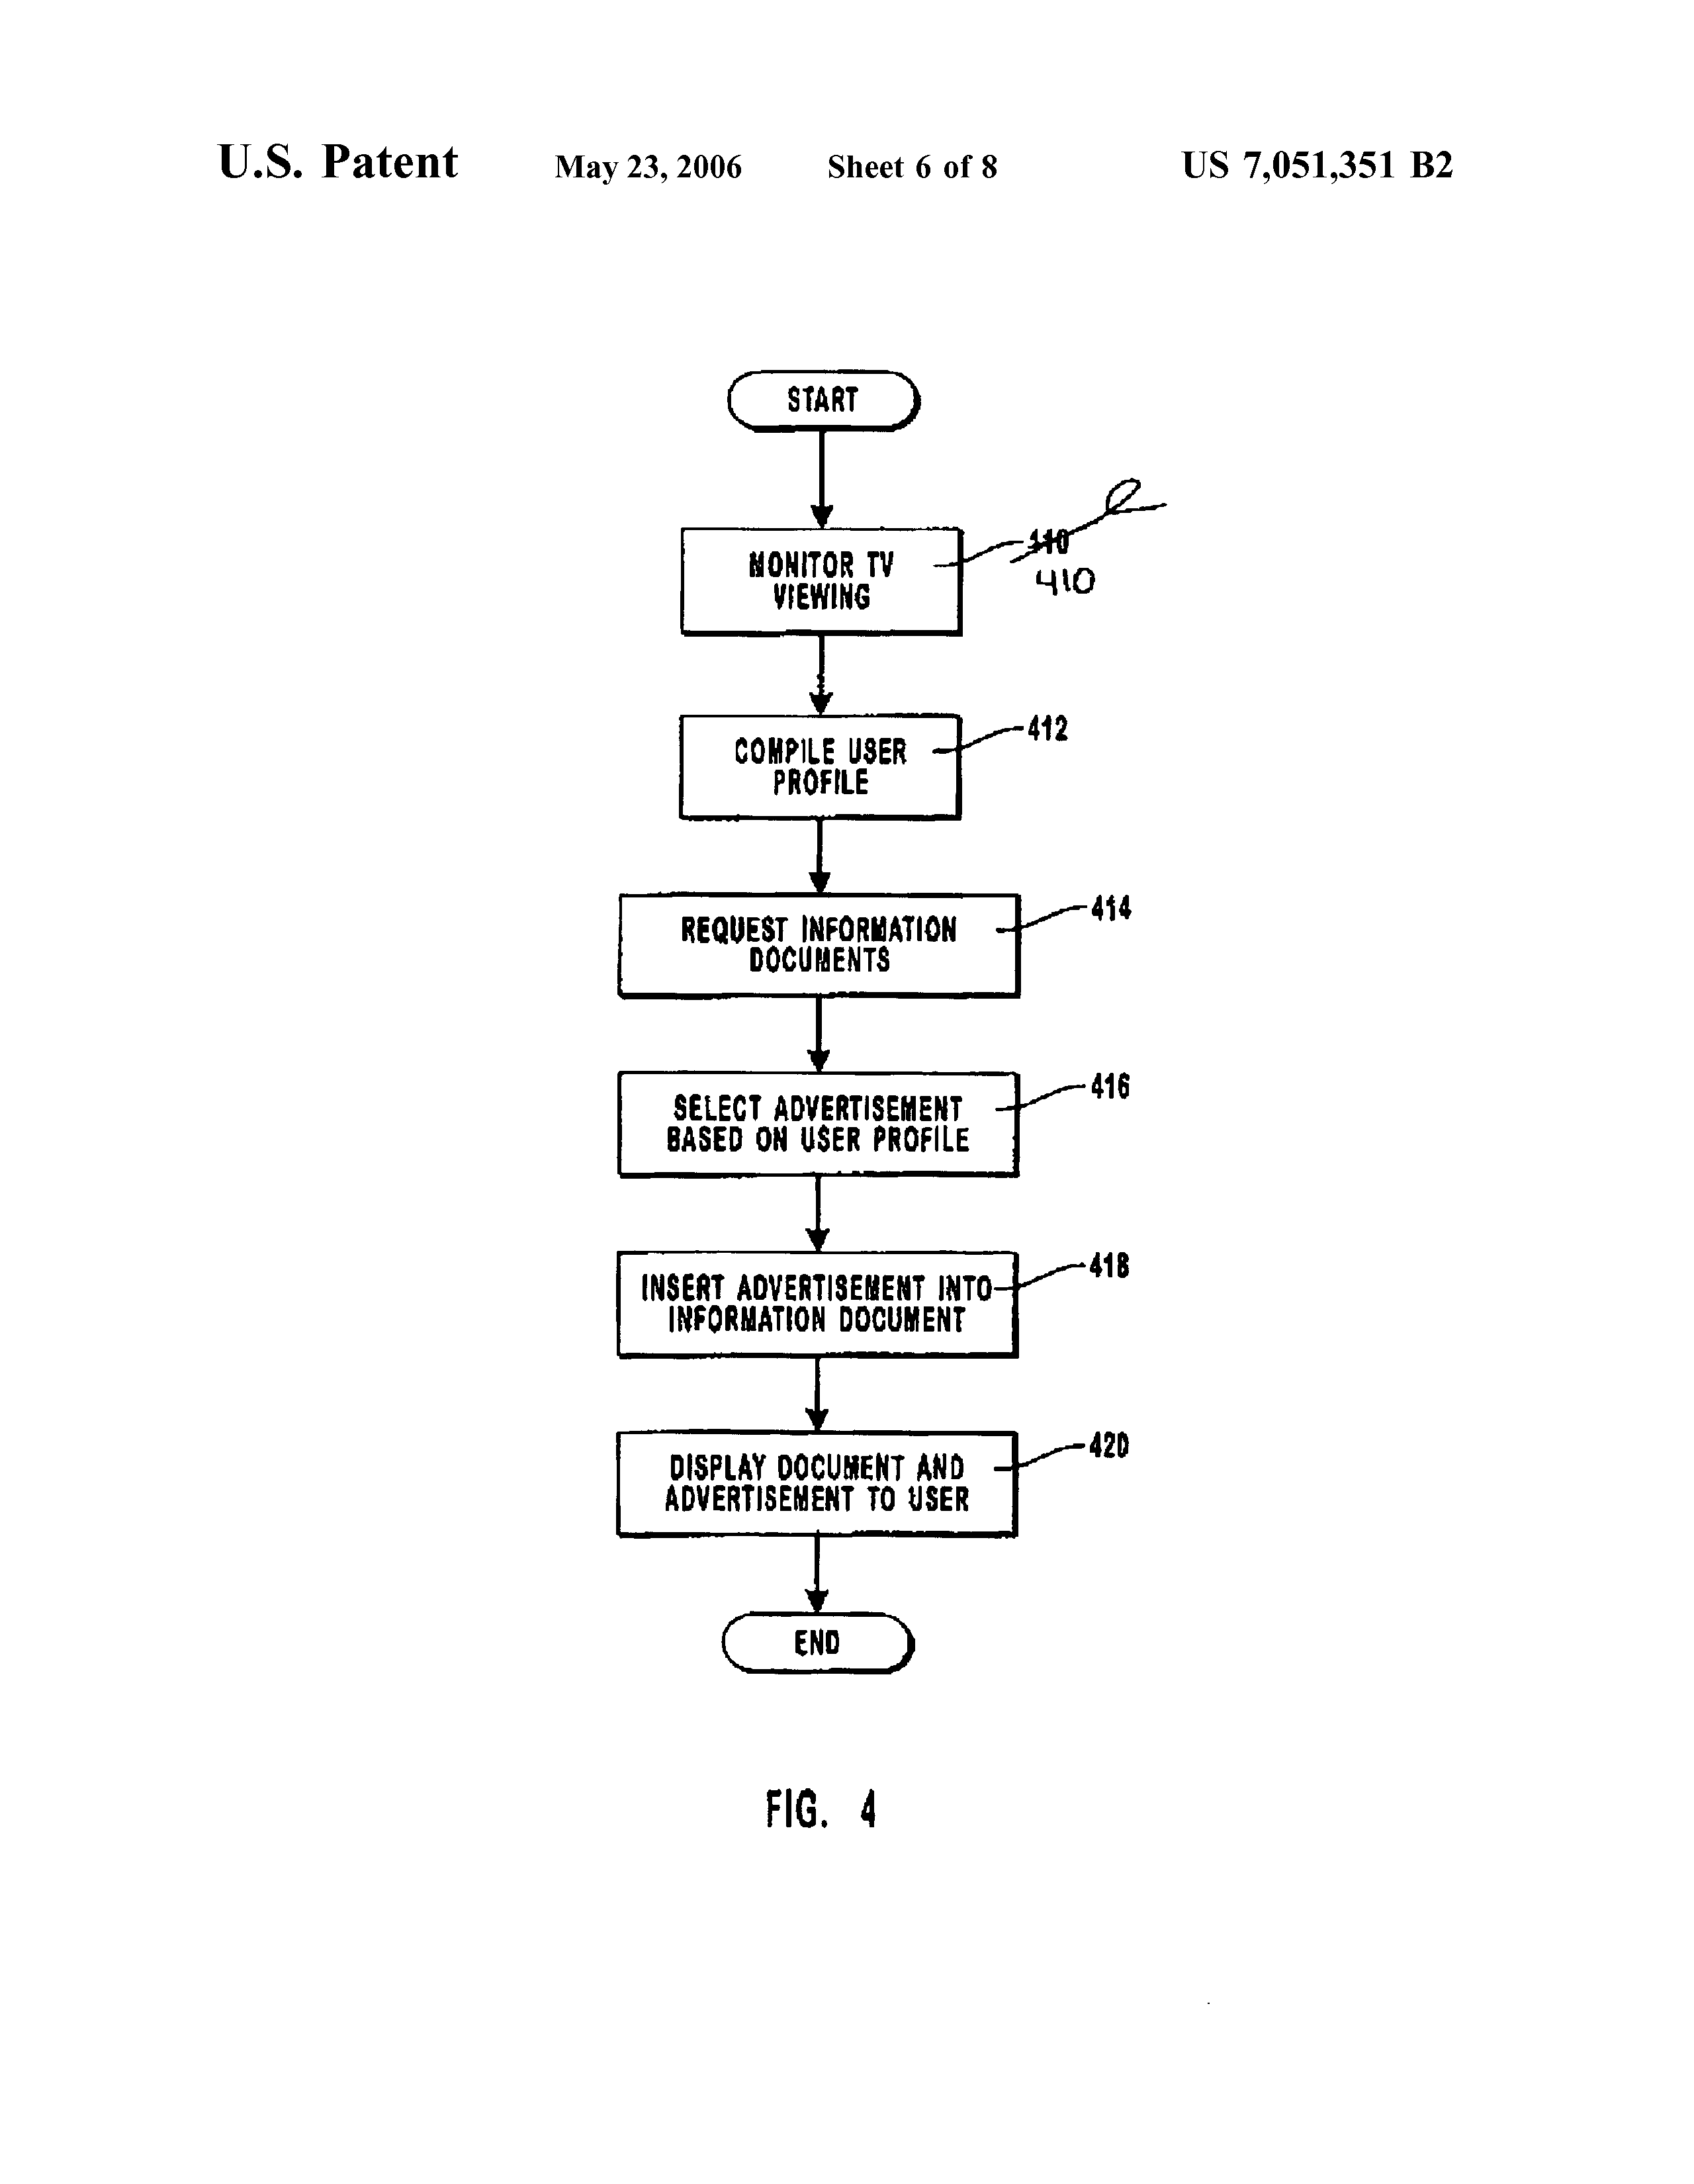 U.S. Patent May 23, 2006 Sheet 6 of 8 US 7,051,351 B2
START
MONITOR TV
VIEWING
410
COMPILE USER
PROFILE
412
REQUEST INFORMATION
DOCUMENTS
414
SELECT ADVERTISEMENT
BASED ON USER PROFILE
416
INSERT ADVERTISEMENT INTO
INFORMATION DOCUMENT
418
DISPLAY DOCUMENT AND
ADVERTISEMENT TO USER
420
END
FIG. 4